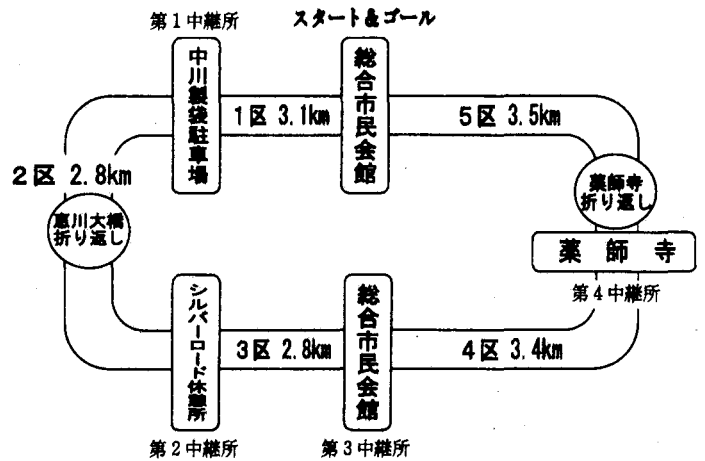 第1中継所
スタート&ゴール
中川製袋駐車場
1区 3.1km
総合市民会館
5区 3.5km
2区 2.8km
恵川大橋
折り返し
薬師寺
折り返し
薬師寺
第4中継所
シルバーロード休憩所
3区 2.8km
総合市民会館
4区 3.4km
第2中継所
第3中継所